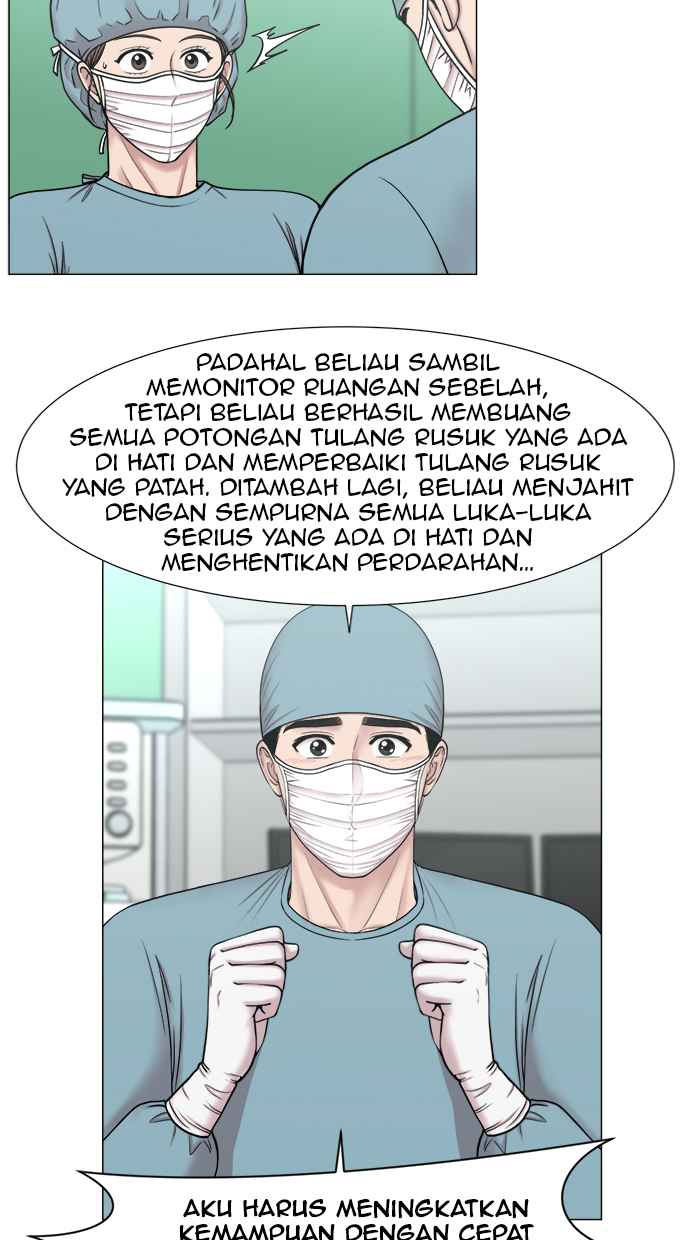 PADAHAL BELIAU SAMBIL
MEMONITOR RUANGAN SEBELAH,
TETAPI BELIAU BERHASIL MEMBUANG
SEMUA POTONGAN TULANG RUSUK YANG ADA
DI HATI DAN MEMPERBAIKI TULANG RUSUK
YANG PATAH. DITAMBAH LAGI, BELIAU MENJAHIT
DENGAN SEMPURNA SEMUA LUKA-LUKA
SERIUS YANG ADA DI HATI DAN
MENGHENTIKAN PERDARAHAN...
AKU HARUS MENINGKATKAN
KEMAMPUAN DENGAN CEPAT